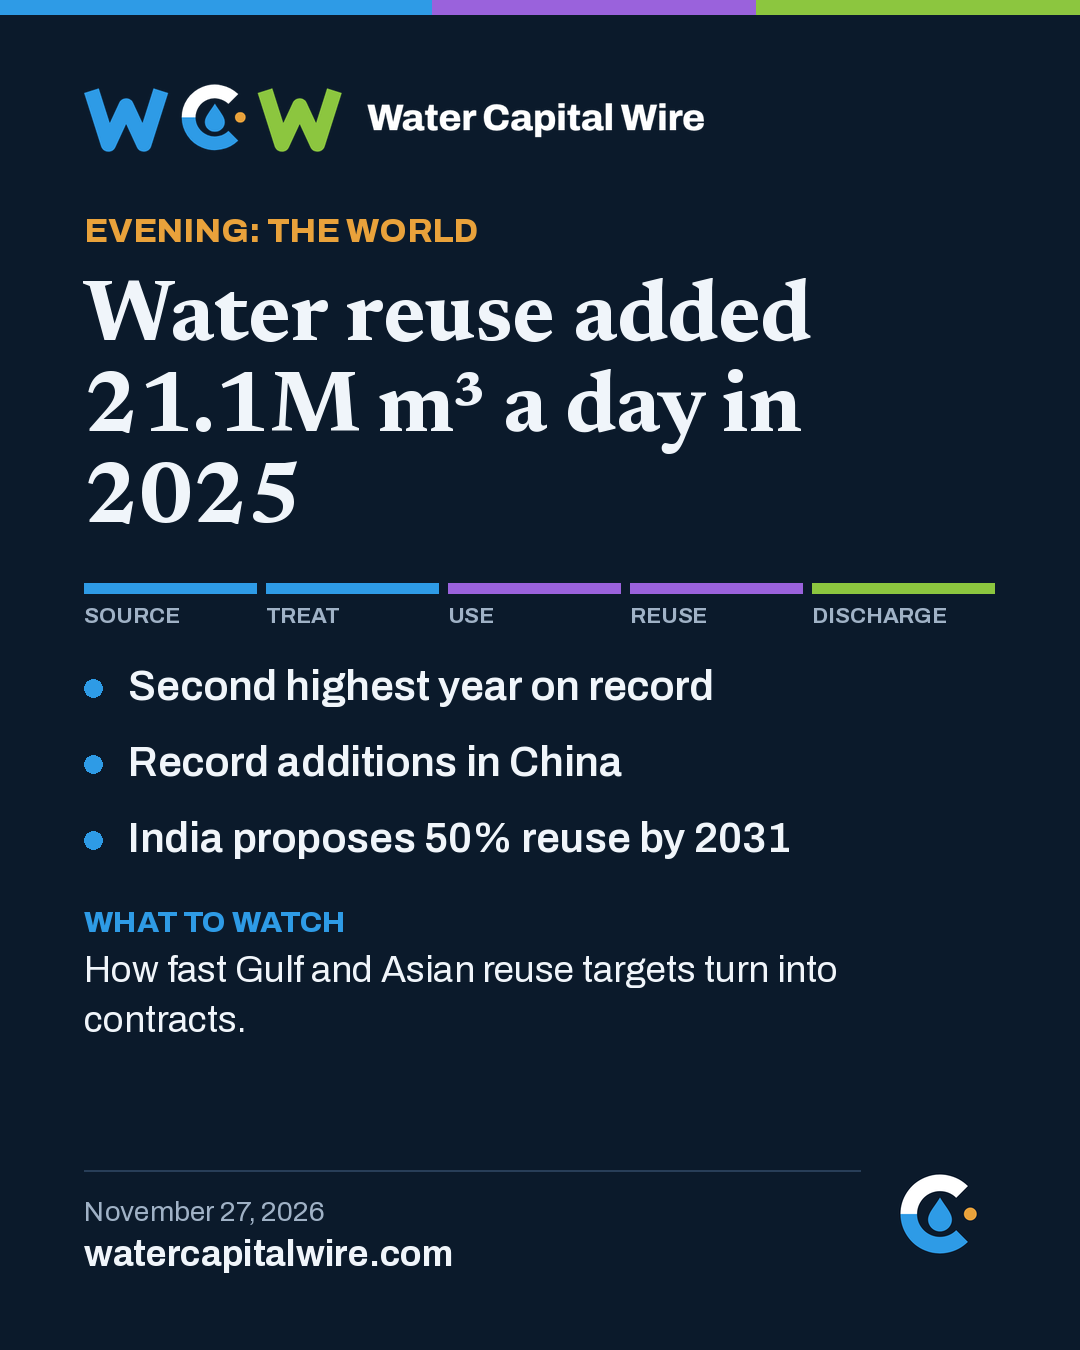 WCW Water Capital Wire
EVENING: THE WORLD
Water reuse added
21.1M m³ a day in
2025
SOURCE TREAT USE REUSE DISCHARGE
Second highest year on record
Record additions in China
India proposes 50% reuse by 2031
WHAT TO WATCH
How fast Gulf and Asian reuse targets turn into
contracts.
November 27, 2026
watercapitalwire.com